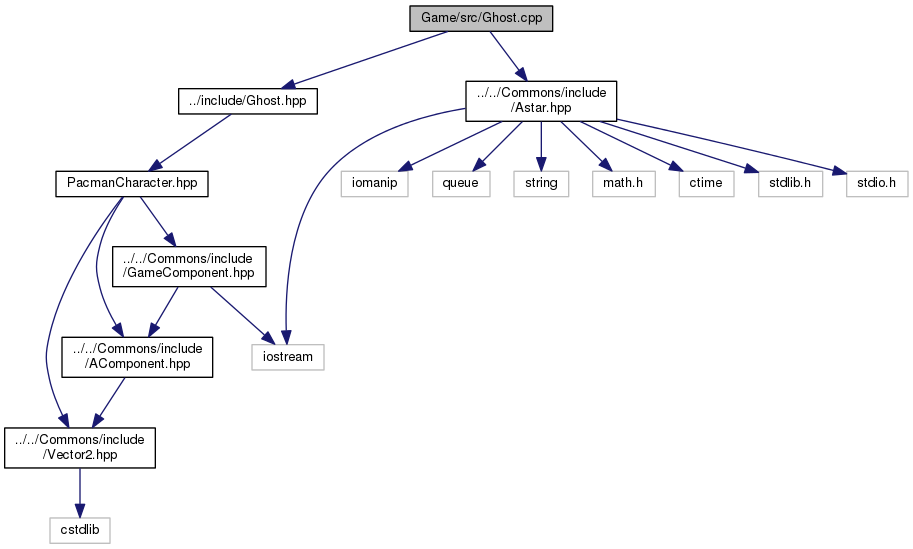 Game/src/Ghost.cpp
../include/Ghost.hpp
../../Commons/include
/Astar.hpp
PacmanCharacter.hpp
iomanip
queue
string
math.h
ctime
stdlib.h
stdio.h
../../Commons/include
/GameComponent.hpp
../../Commons/include
/AComponent.hpp
iostream
../../Commons/include
/Vector2.hpp
cstdlib